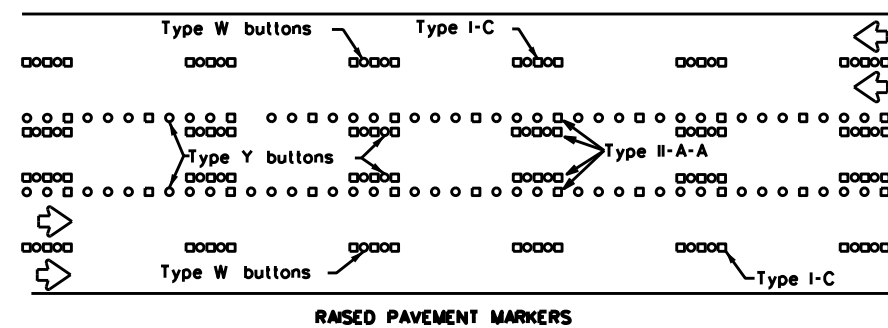 Type W buttons
Type I-C
Type Y buttons
Type II-A-A
Type W buttons
Type I-C
RAISED PAVEMENT MARKERS